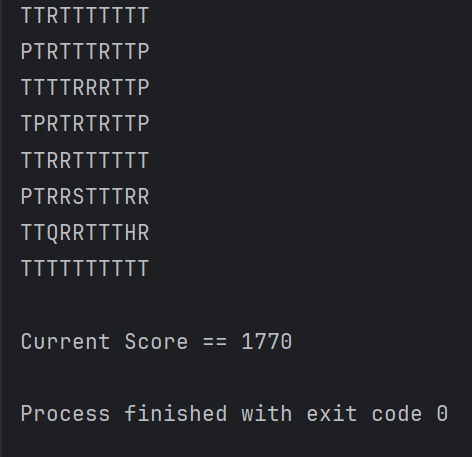 TTRTTTTTTT
PTRTTTRTTP
TTTTRRRTTP
TPRTRTRTTP
TTRRTTTTTT
PTRRSTTTRR
TTQRRTTTHR
TTTTTTTTTT
Current Score == 1770
Process finished with exit code 0